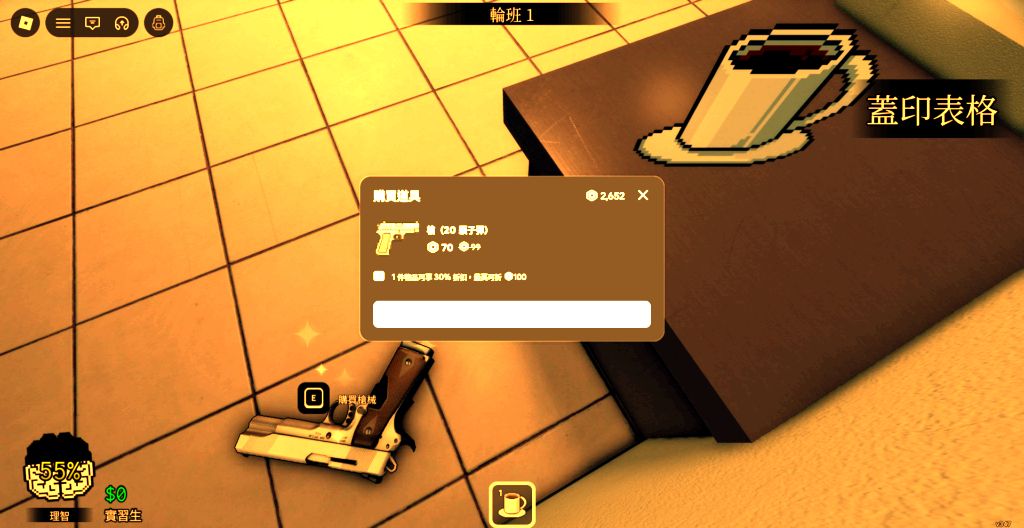 輪班 1
蓋印表格
購買道具
2,652
槍（20 顆子彈）
70 99
1 件物品可享 30% 折扣，最高可折 100
E
購買槍械
55%
理智
$0
實習生
1
v347